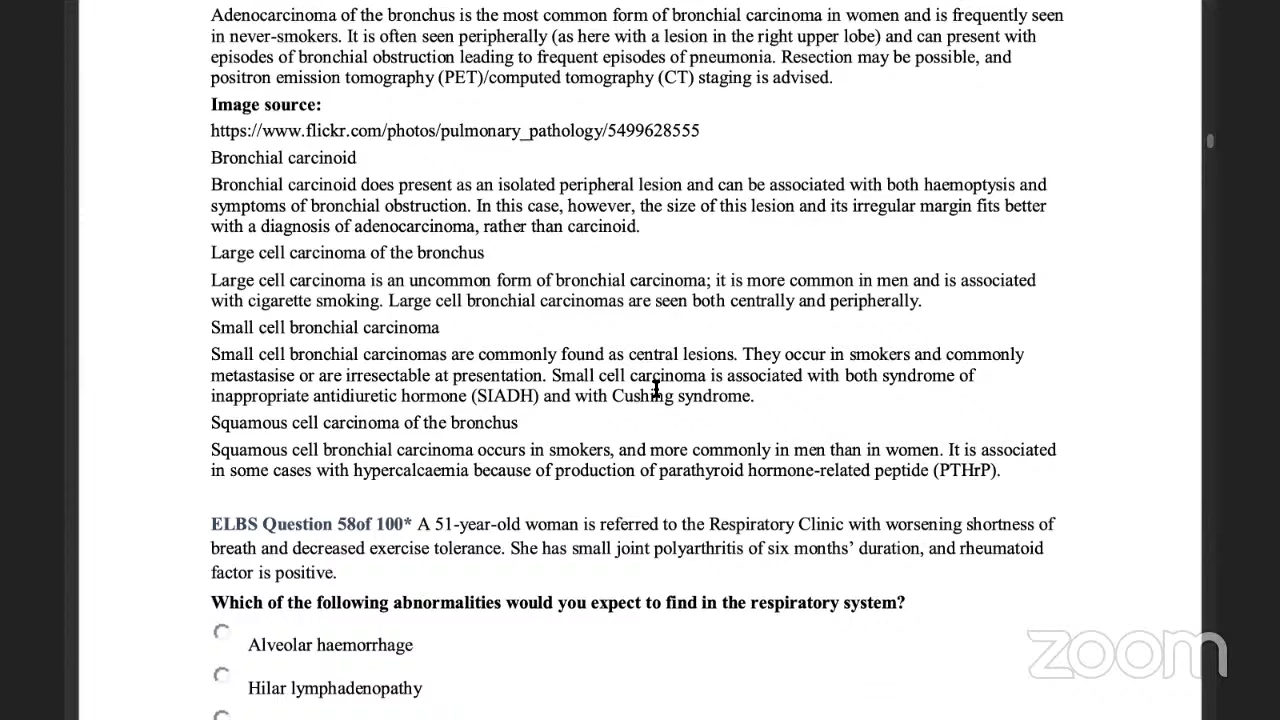 Adenocarcinoma of the bronchus is the most common form of bronchial carcinoma in women and is frequently seen
in never-smokers. It is often seen peripherally (as here with a lesion in the right upper lobe) and can present with
episodes of bronchial obstruction leading to frequent episodes of pneumonia. Resection may be possible, and
positron emission tomography (PET)/computed tomography (CT) staging is advised.
Image source:
https://www.flickr.com/photos/pulmonary_pathology/5499628555
Bronchial carcinoid
Bronchial carcinoid does present as an isolated peripheral lesion and can be associated with both haemoptysis and
symptoms of bronchial obstruction. In this case, however, the size of this lesion and its irregular margin fits better
with a diagnosis of adenocarcinoma, rather than carcinoid.
Large cell carcinoma of the bronchus
Large cell carcinoma is an uncommon form of bronchial carcinoma; it is more common in men and is associated
with cigarette smoking. Large cell bronchial carcinomas are seen both centrally and peripherally.
Small cell bronchial carcinoma
Small cell bronchial carcinomas are commonly found as central lesions. They occur in smokers and commonly
metastasise or are irresectable at presentation. Small cell carcinoma is associated with both syndrome of
inappropriate antidiuretic hormone (SIADH) and with Cushing syndrome.
Squamous cell carcinoma of the bronchus
Squamous cell bronchial carcinoma occurs in smokers, and more commonly in men than in women. It is associated
in some cases with hypercalcaemia because of production of parathyroid hormone-related peptide (PTHrP).
ELBS Question 58of 100* A 51-year-old woman is referred to the Respiratory Clinic with worsening shortness of
breath and decreased exercise tolerance. She has small joint polyarthritis of six months’ duration, and rheumatoid
factor is positive.
Which of the following abnormalities would you expect to find in the respiratory system?
Alveolar haemorrhage
Hilar lymphadenopathy
zoom